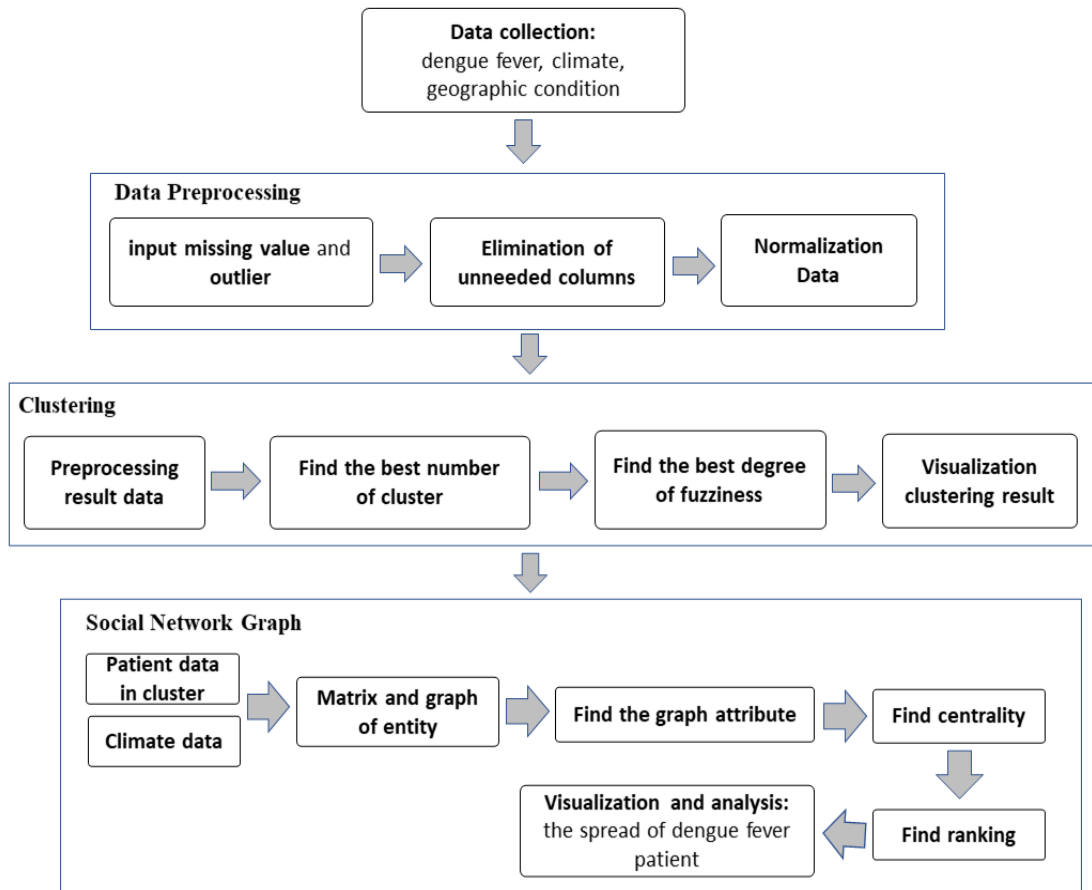 Data collection:
dengue fever, climate,
geographic condition
Data Preprocessing
input missing value and
outlier
Elimination of
unneeded columns
Normalization
Data
Clustering
Preprocessing
result data
Find the best number
of cluster
Find the best degree
of fuzziness
Visualization
clustering result
Social Network Graph
Patient data
in cluster
Climate data
Matrix and graph
of entity
Find the graph attribute
Find centrality
Find ranking
Visualization and analysis:
the spread of dengue fever
patient